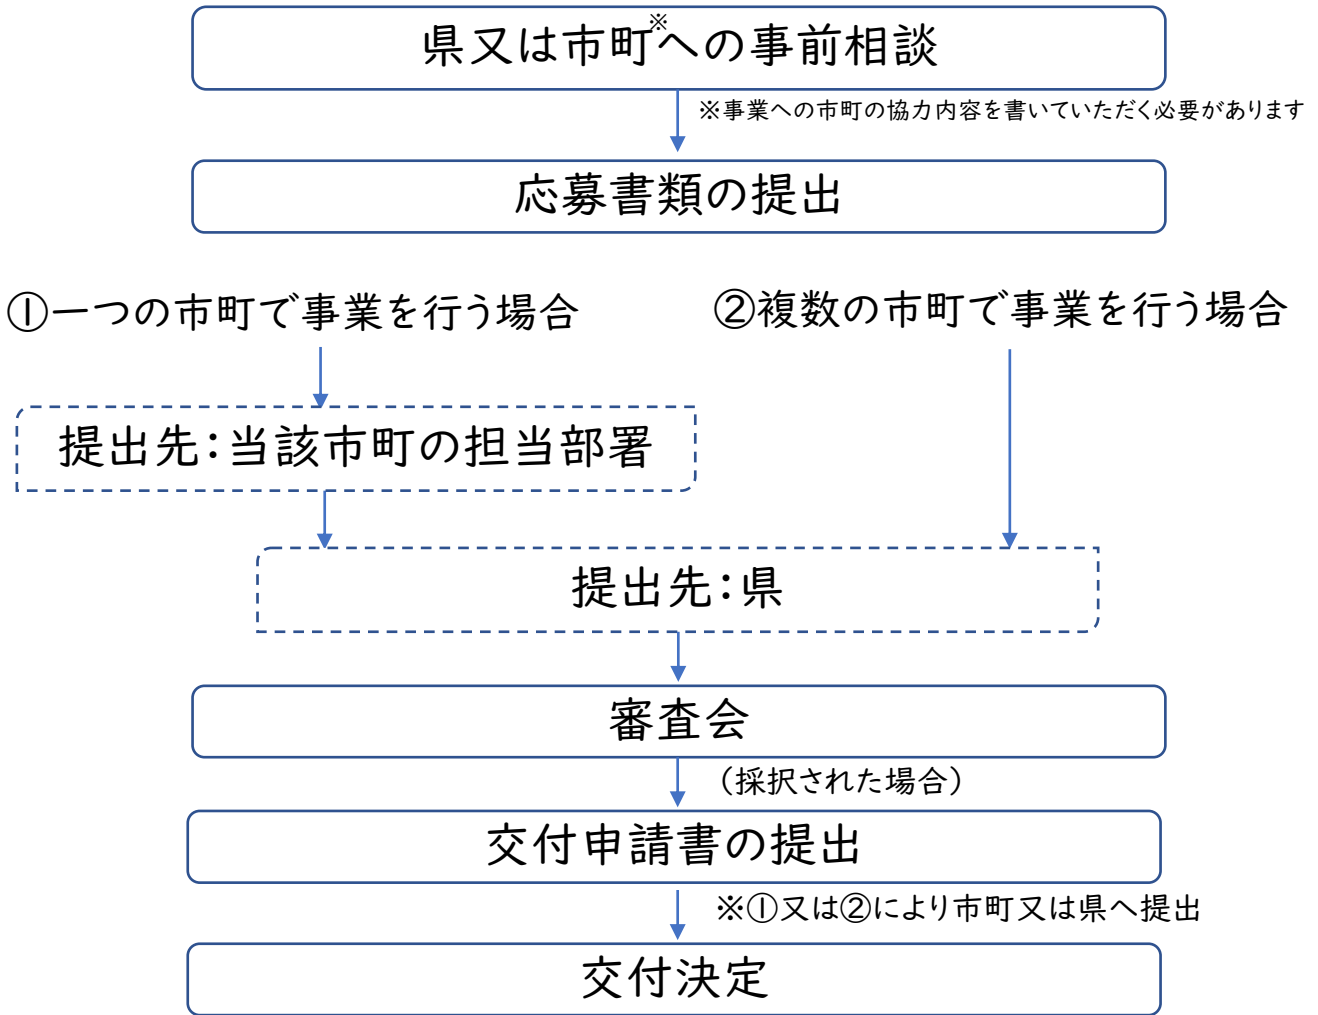 県又は市町※への事前相談
※事業への市町の協力内容を書いていただく必要があります
応募書類の提出
①一つの市町で事業を行う場合
②複数の市町で事業を行う場合
提出先：当該市町の担当部署
提出先：県
審査会
（採択された場合）
交付申請書の提出
※①又は②により市町又は県へ提出
交付決定